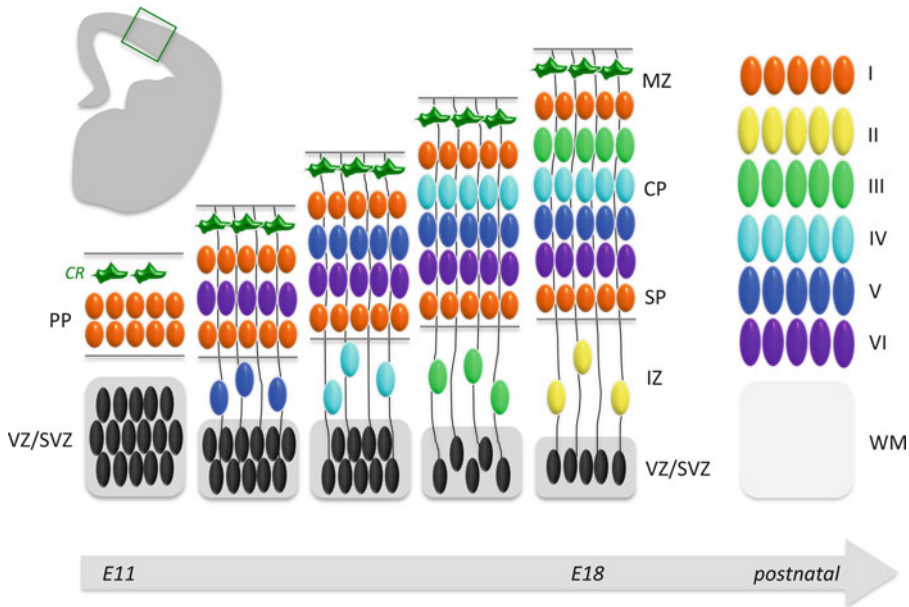 MZ
I
II
III
CP
IV
CR
V
SP
PP
VI
IZ
VZ/SVZ
WM
VZ/SVZ
E11
E18
postnatal